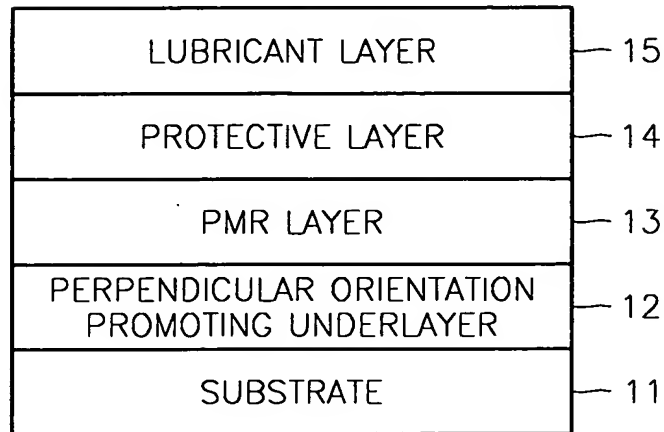 LUBRICANT LAYER 15
PROTECTIVE LAYER 14
PMR LAYER 13
PERPENDICULAR ORIENTATION
PROMOTING UNDERLAYER 12
SUBSTRATE 11